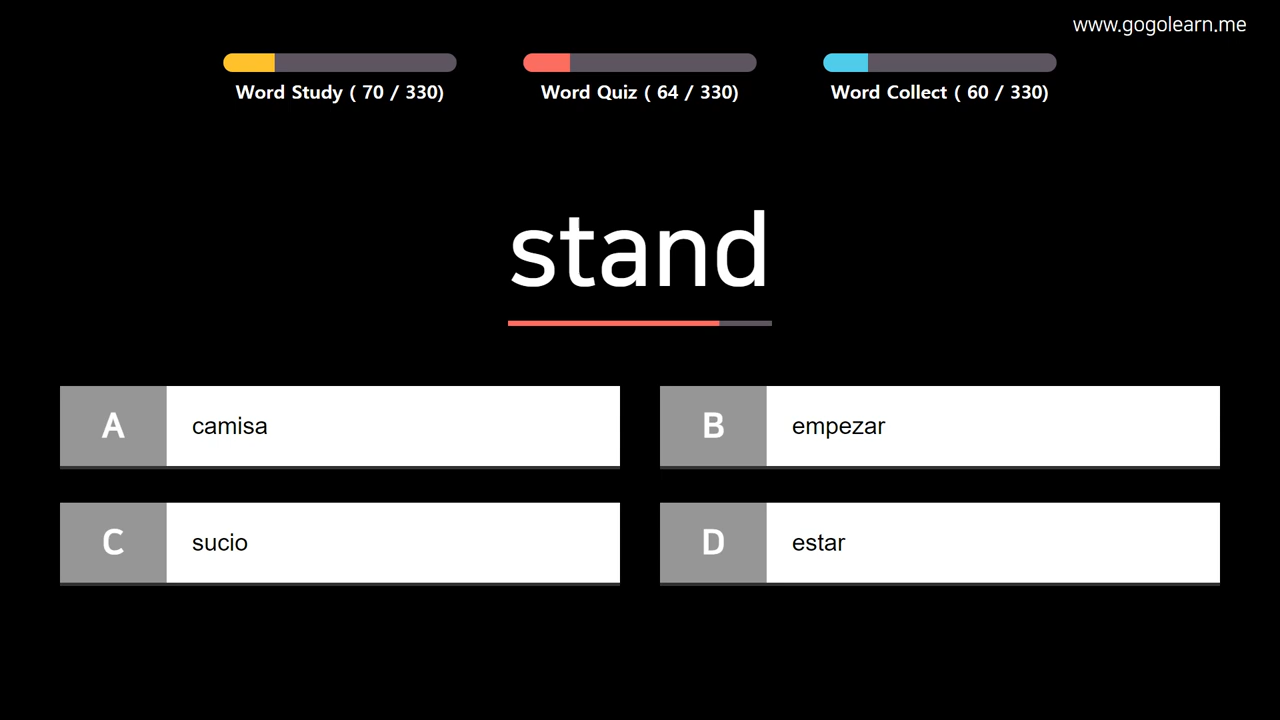 www.gogolearn.me
Word Study ( 70 / 330)
Word Quiz ( 64 / 330)
Word Collect ( 60 / 330)
stand
A camisa
B empezar
C sucio
D estar